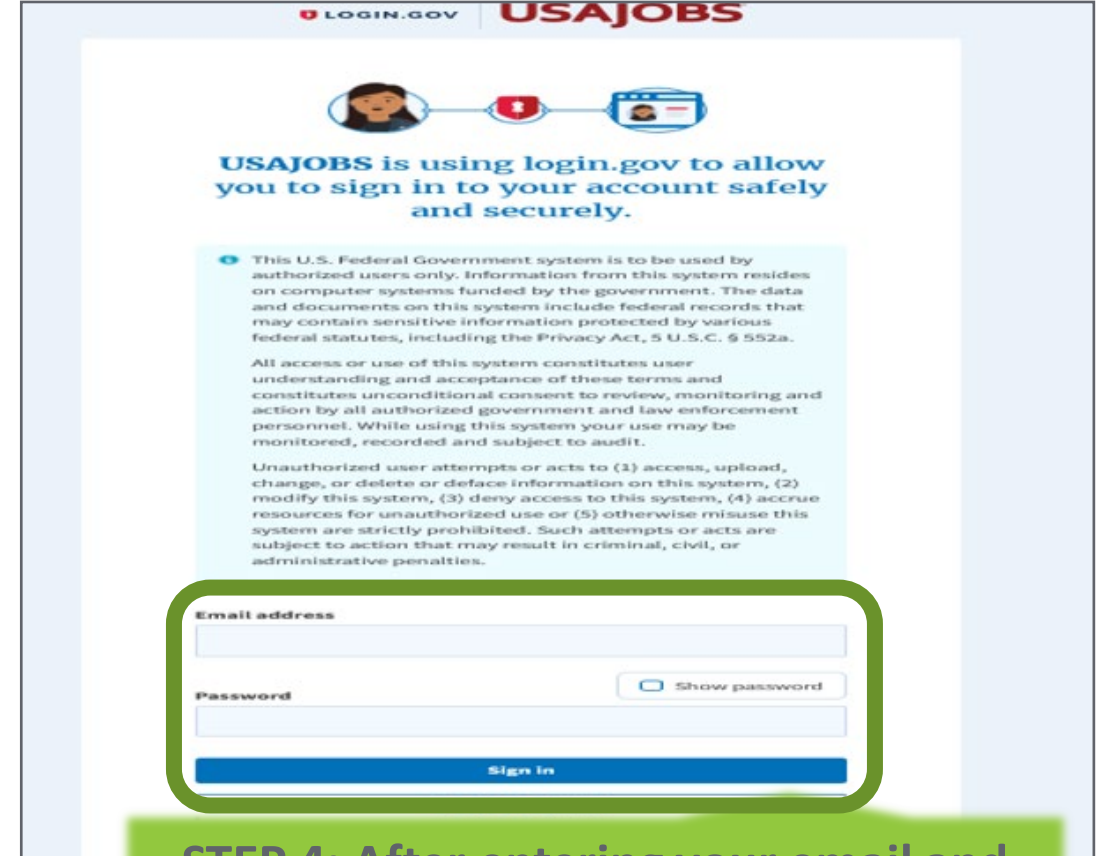 LOGIN.GOV USAJOBS
USAJOBS is using login.gov to allow
you to sign in to your account safely
and securely.
This U.S. Federal Government system is to be used by
authorized users only. Information from this system resides
on computer systems funded by the government. The data
and documents on this system include federal records that
may contain sensitive information protected by various
federal statutes, including the Privacy Act, 5 U.S.C. § 552a.
All access or use of this system constitutes user
understanding and acceptance of these terms and
constitutes unconditional consent to review, monitoring and
action by all authorized government and law enforcement
personnel. While using this system your use may be
monitored, recorded and subject to audit.
Unauthorized user attempts or acts to (1) access, upload,
change, or delete or deface information on this system, (2)
modify this system, (3) deny access to this system, (4) accrue
resources for unauthorized use or (5) otherwise misuse this
system are strictly prohibited. Such attempts or acts are
subject to action that may result in criminal, civil, or
administrative penalties.
Email address
Show password
Password
Sign in
STEP 4: After entering your email and